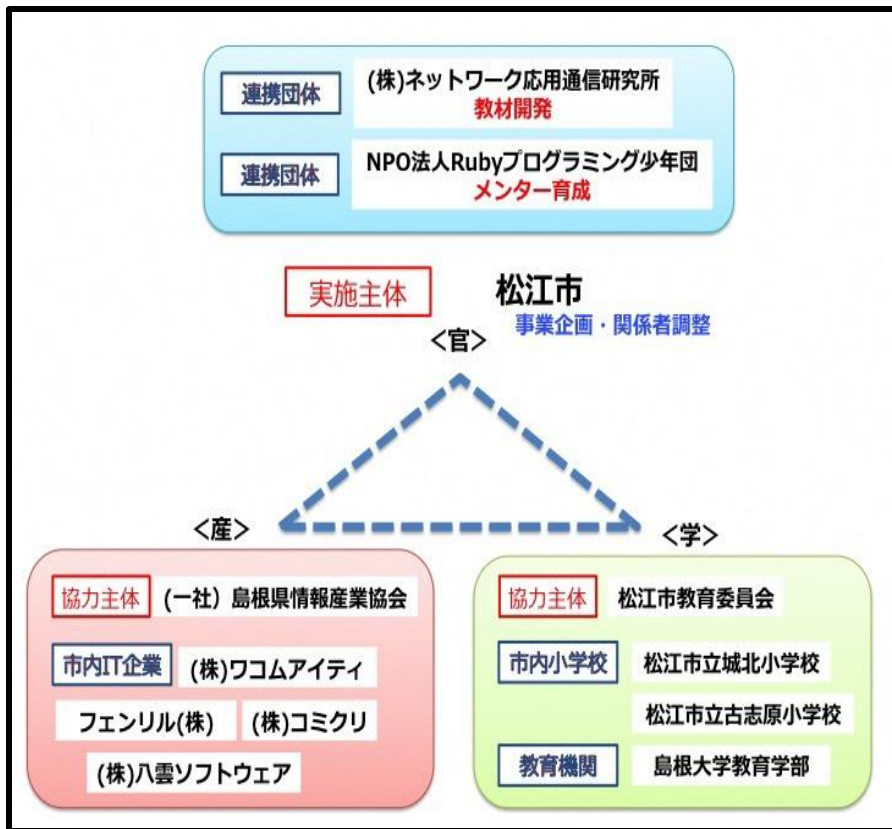 連携団体 (株)ネットワーク応用通信研究所
教材開発
連携団体 NPO法人Rubyプログラミング少年団
メンター育成
実施主体 松江市
事業企画・関係者調整
<官>
<産>
協力主体 (一社）島根県情報産業協会
市内IT企業 (株)ワコムアイティ
フェンリル(株) (株)コミクリ
(株)八雲ソフトウェア
<学>
協力主体 松江市教育委員会
市内小学校 松江市立城北小学校
松江市立古志原小学校
教育機関 島根大学教育学部